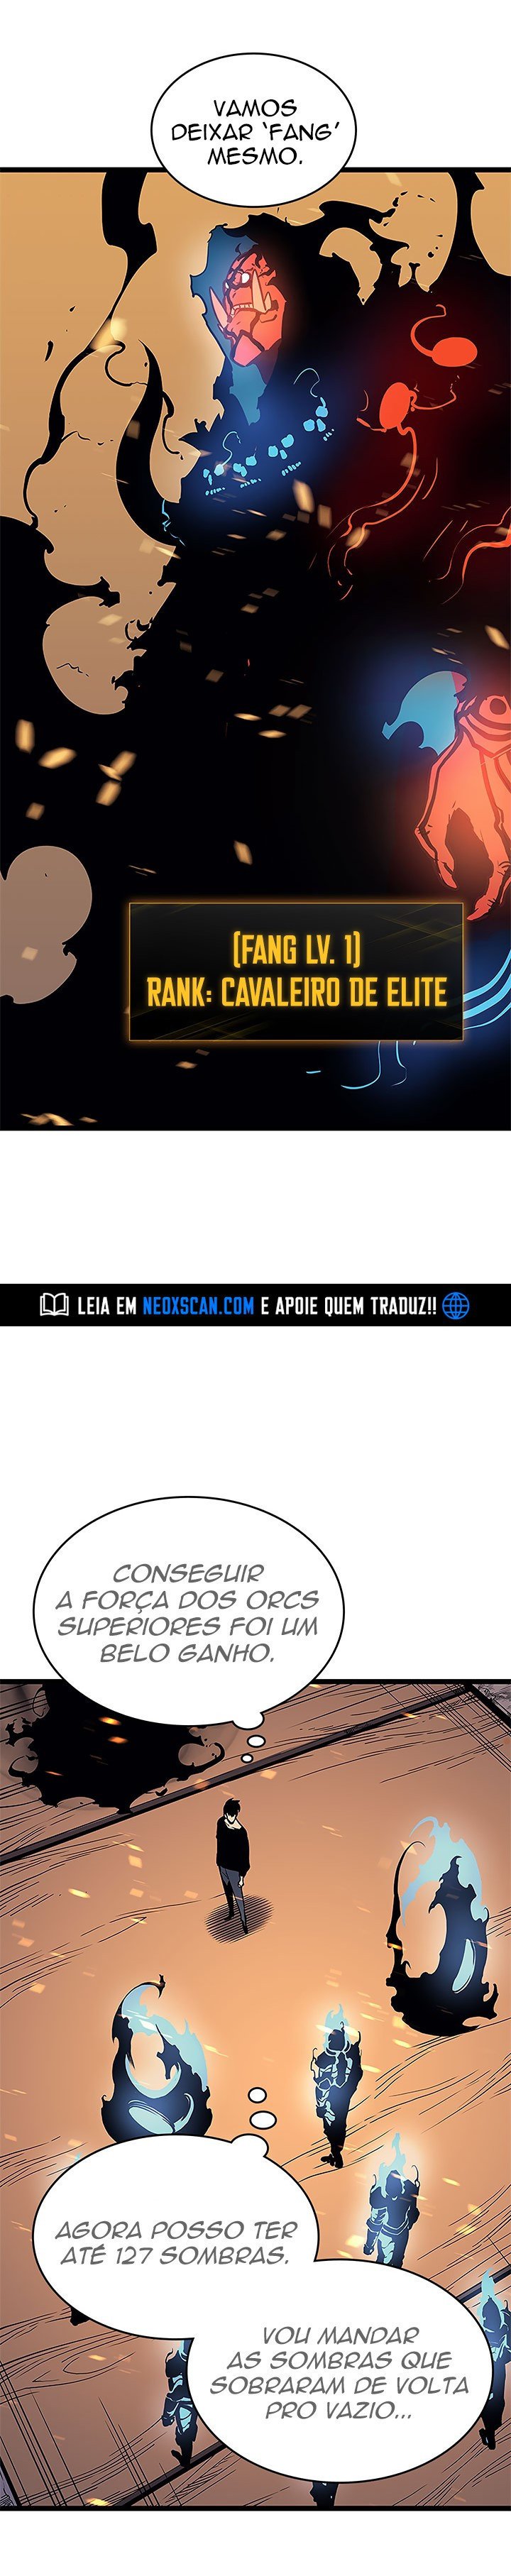 VAMOS
DEIXAR 'FANG'
MESMO.
(FANG LV. 1)
RANK: CAVALEIRO DE ELITE
LEIA EM NEOXSCAN.COM E APOIE QUEM TRADUZ!!
CONSEGUIR
A FORÇA DOS ORCS
SUPERIORES FOI UM
BELO GANHO.
AGORA POSSO TER
ATÉ 127 SOMBRAS.
VOU MANDAR
AS SOMBRAS QUE
SOBRARAM DE VOLTA
PRO VAZIO...